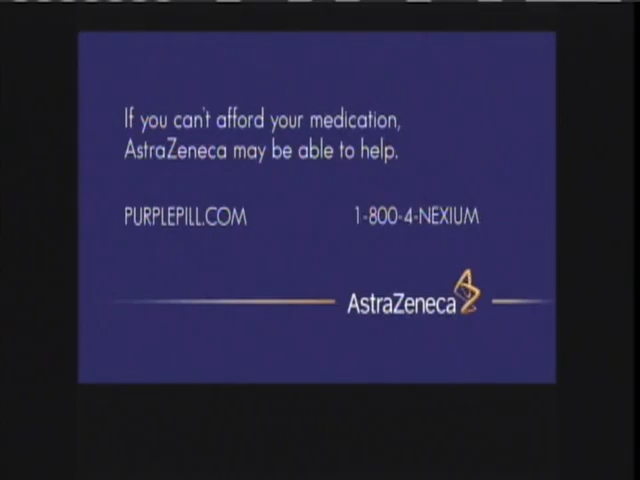 If you can't afford your medication,
AstraZeneca may be able to help.
PURPLEPILL.COM
1-800-4-NEXIUM
AstraZeneca